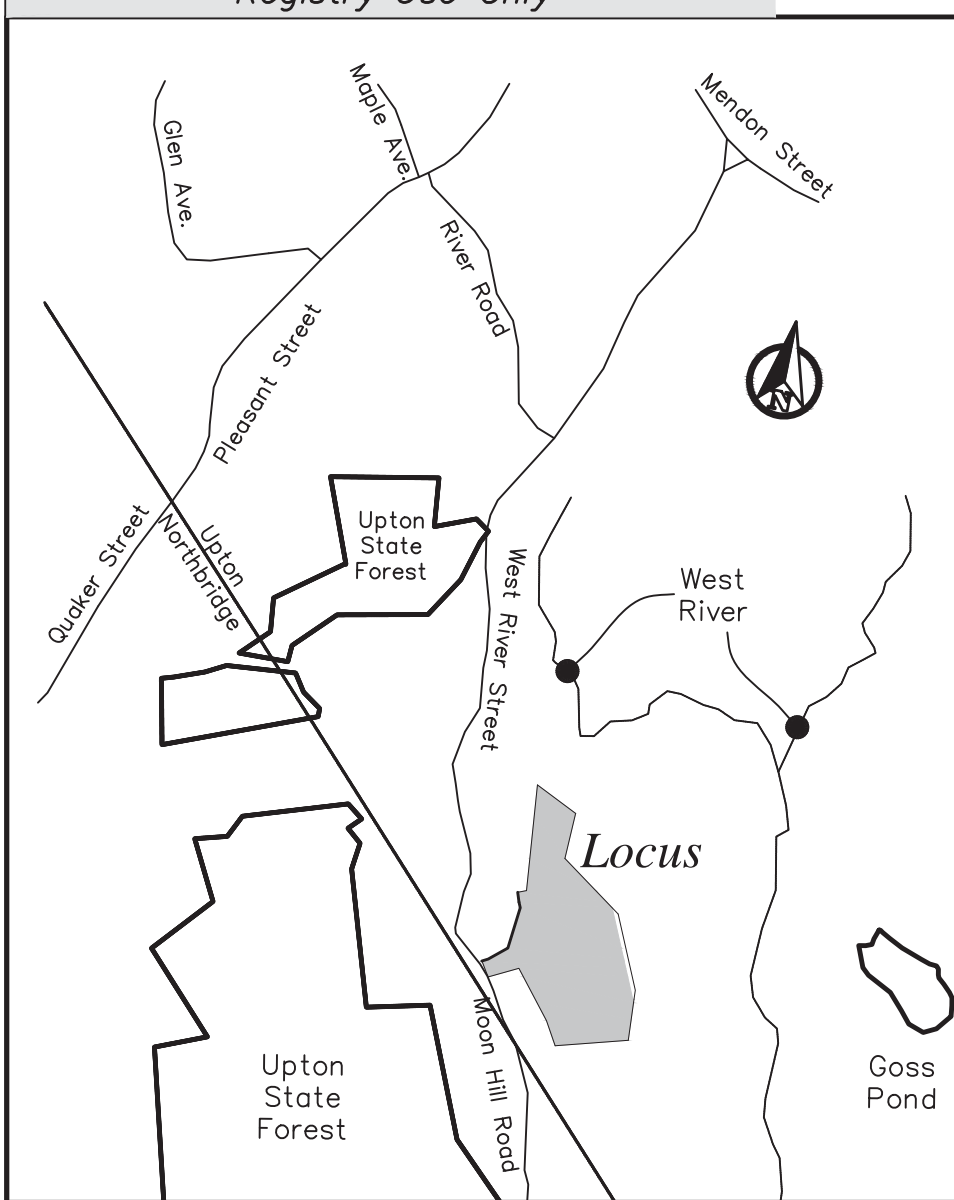 Registry Use Only
Glen Ave.
Maple Ave.
Mendon Street
River Road
Pleasant Street
N
Quaker Street
Upton
Northbridge
Upton
State
Forest
West River Street
West
River
Locus
Moon Hill Road
Upton
State
Forest
Goss
Pond